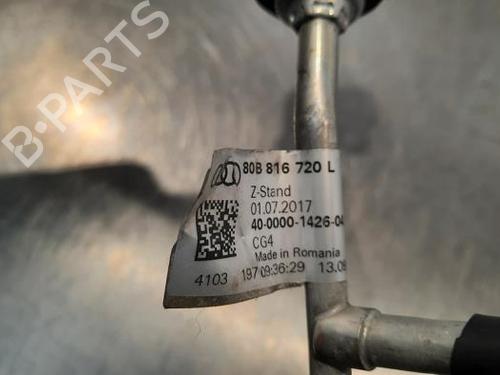 B-PARTS
80B 816 720 L
Z-Stand
01.07.2017
40-0000-1426-04
CG4
Made in Romania
4103 197 09:36:29 13.09